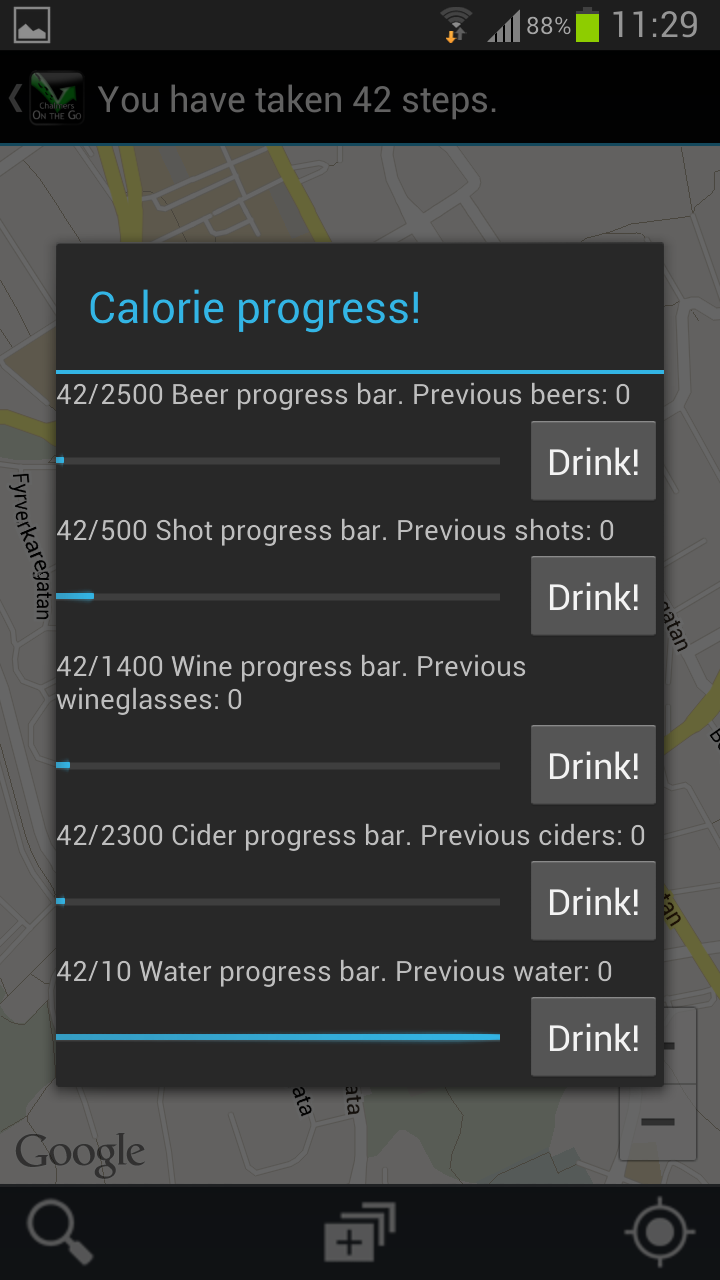 88% 11:29
Chalmers
ON THE GO
You have taken 42 steps.
Calorie progress!
42/2500 Beer progress bar. Previous beers: 0
Drink!
Fyrverkaregatan
42/500 Shot progress bar. Previous shots: 0
Drink!
gatan
42/1400 Wine progress bar. Previous
wineglasses: 0
Drink!
42/2300 Cider progress bar. Previous ciders: 0
Drink!
tan
42/10 Water progress bar. Previous water: 0
Drink!
ata
ata
Google